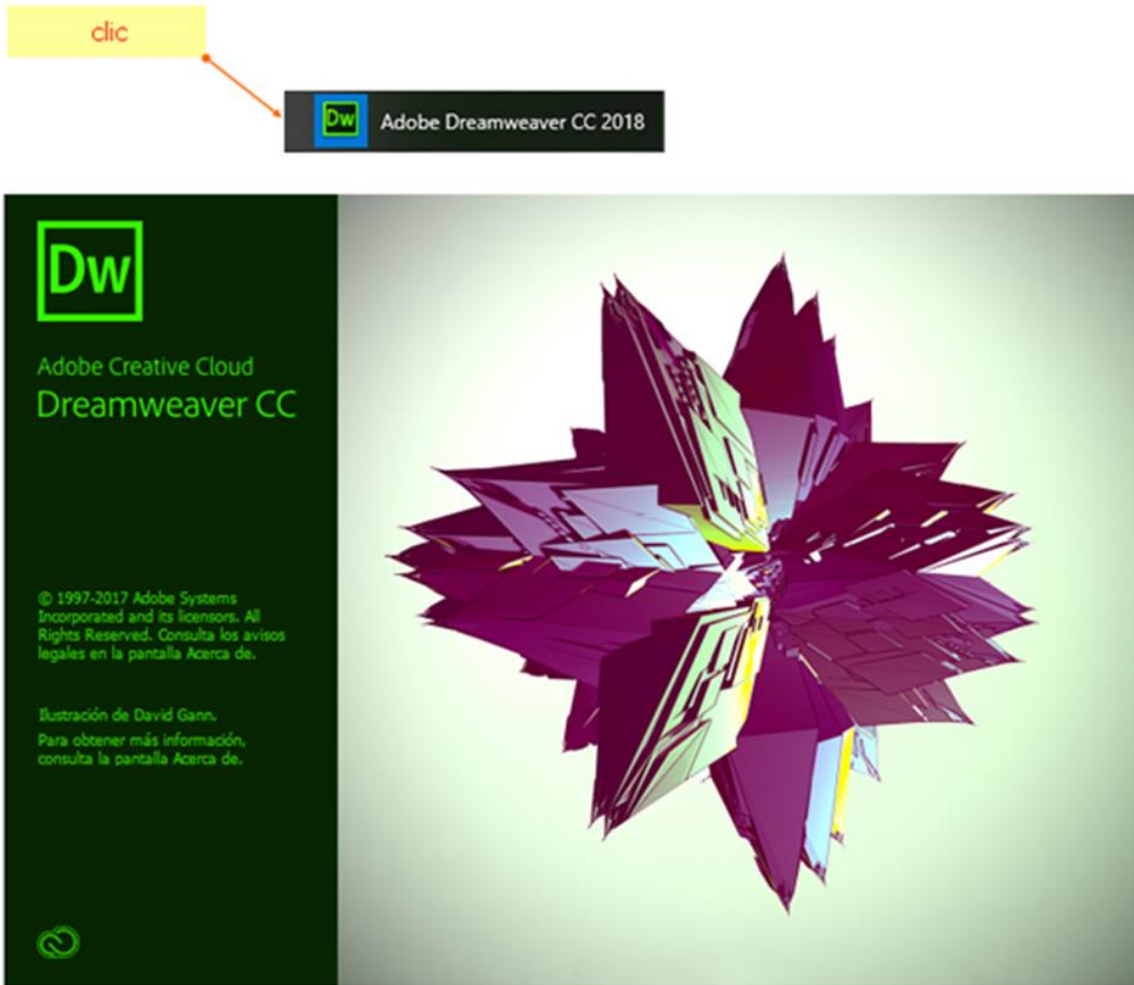 clic
Dw
Adobe Dreamweaver CC 2018
Dw
Adobe Creative Cloud
Dreamweaver CC
© 1997-2017 Adobe Systems
Incorporated and its licensors. All
Rights Reserved. Consulta los avisos
legales en la pantalla Acerca de.
Ilustración de David Gann.
Para obtener más información,
consulta la pantalla Acerca de.